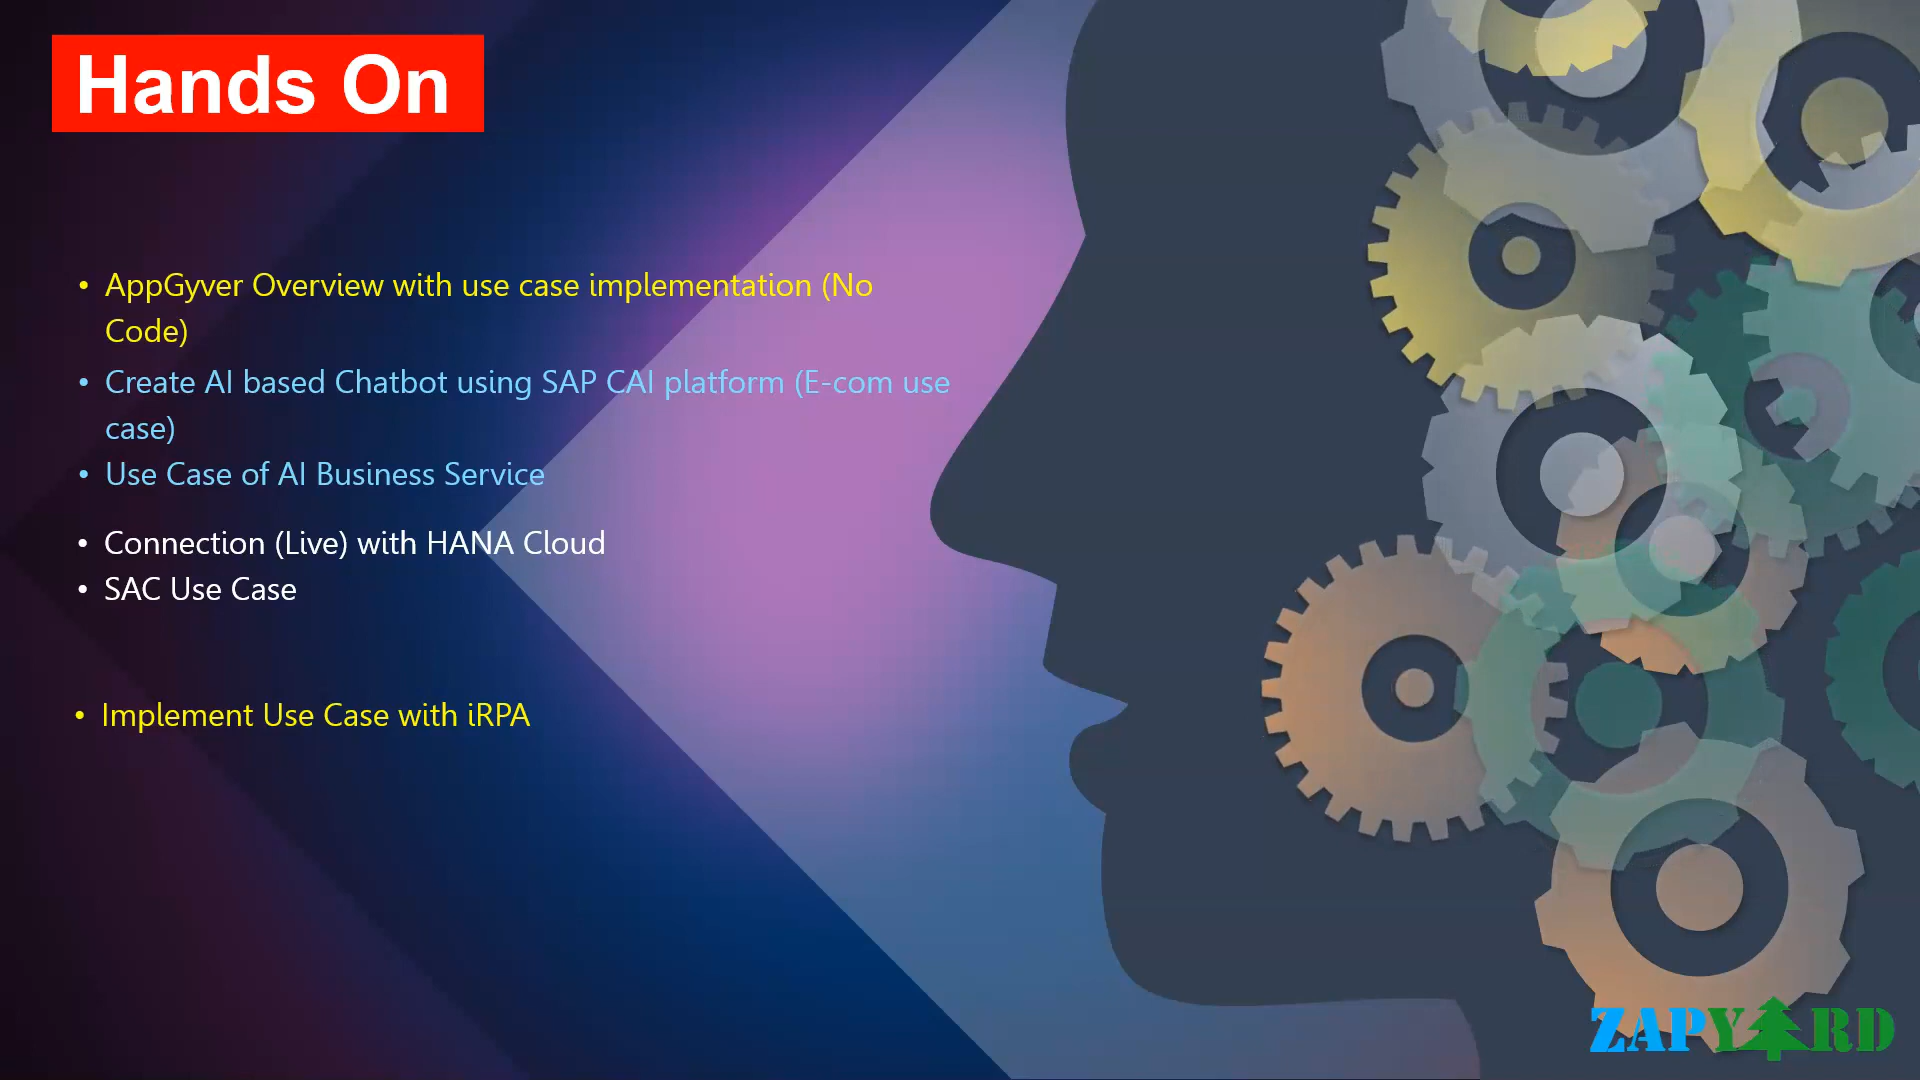 Hands On
• AppGyver Overview with use case implementation (No
Code)
• Create AI based Chatbot using SAP CAI platform (E-com use
case)
• Use Case of AI Business Service
• Connection (Live) with HANA Cloud
• SAC Use Case
• Implement Use Case with iRPA
ZAPYARD